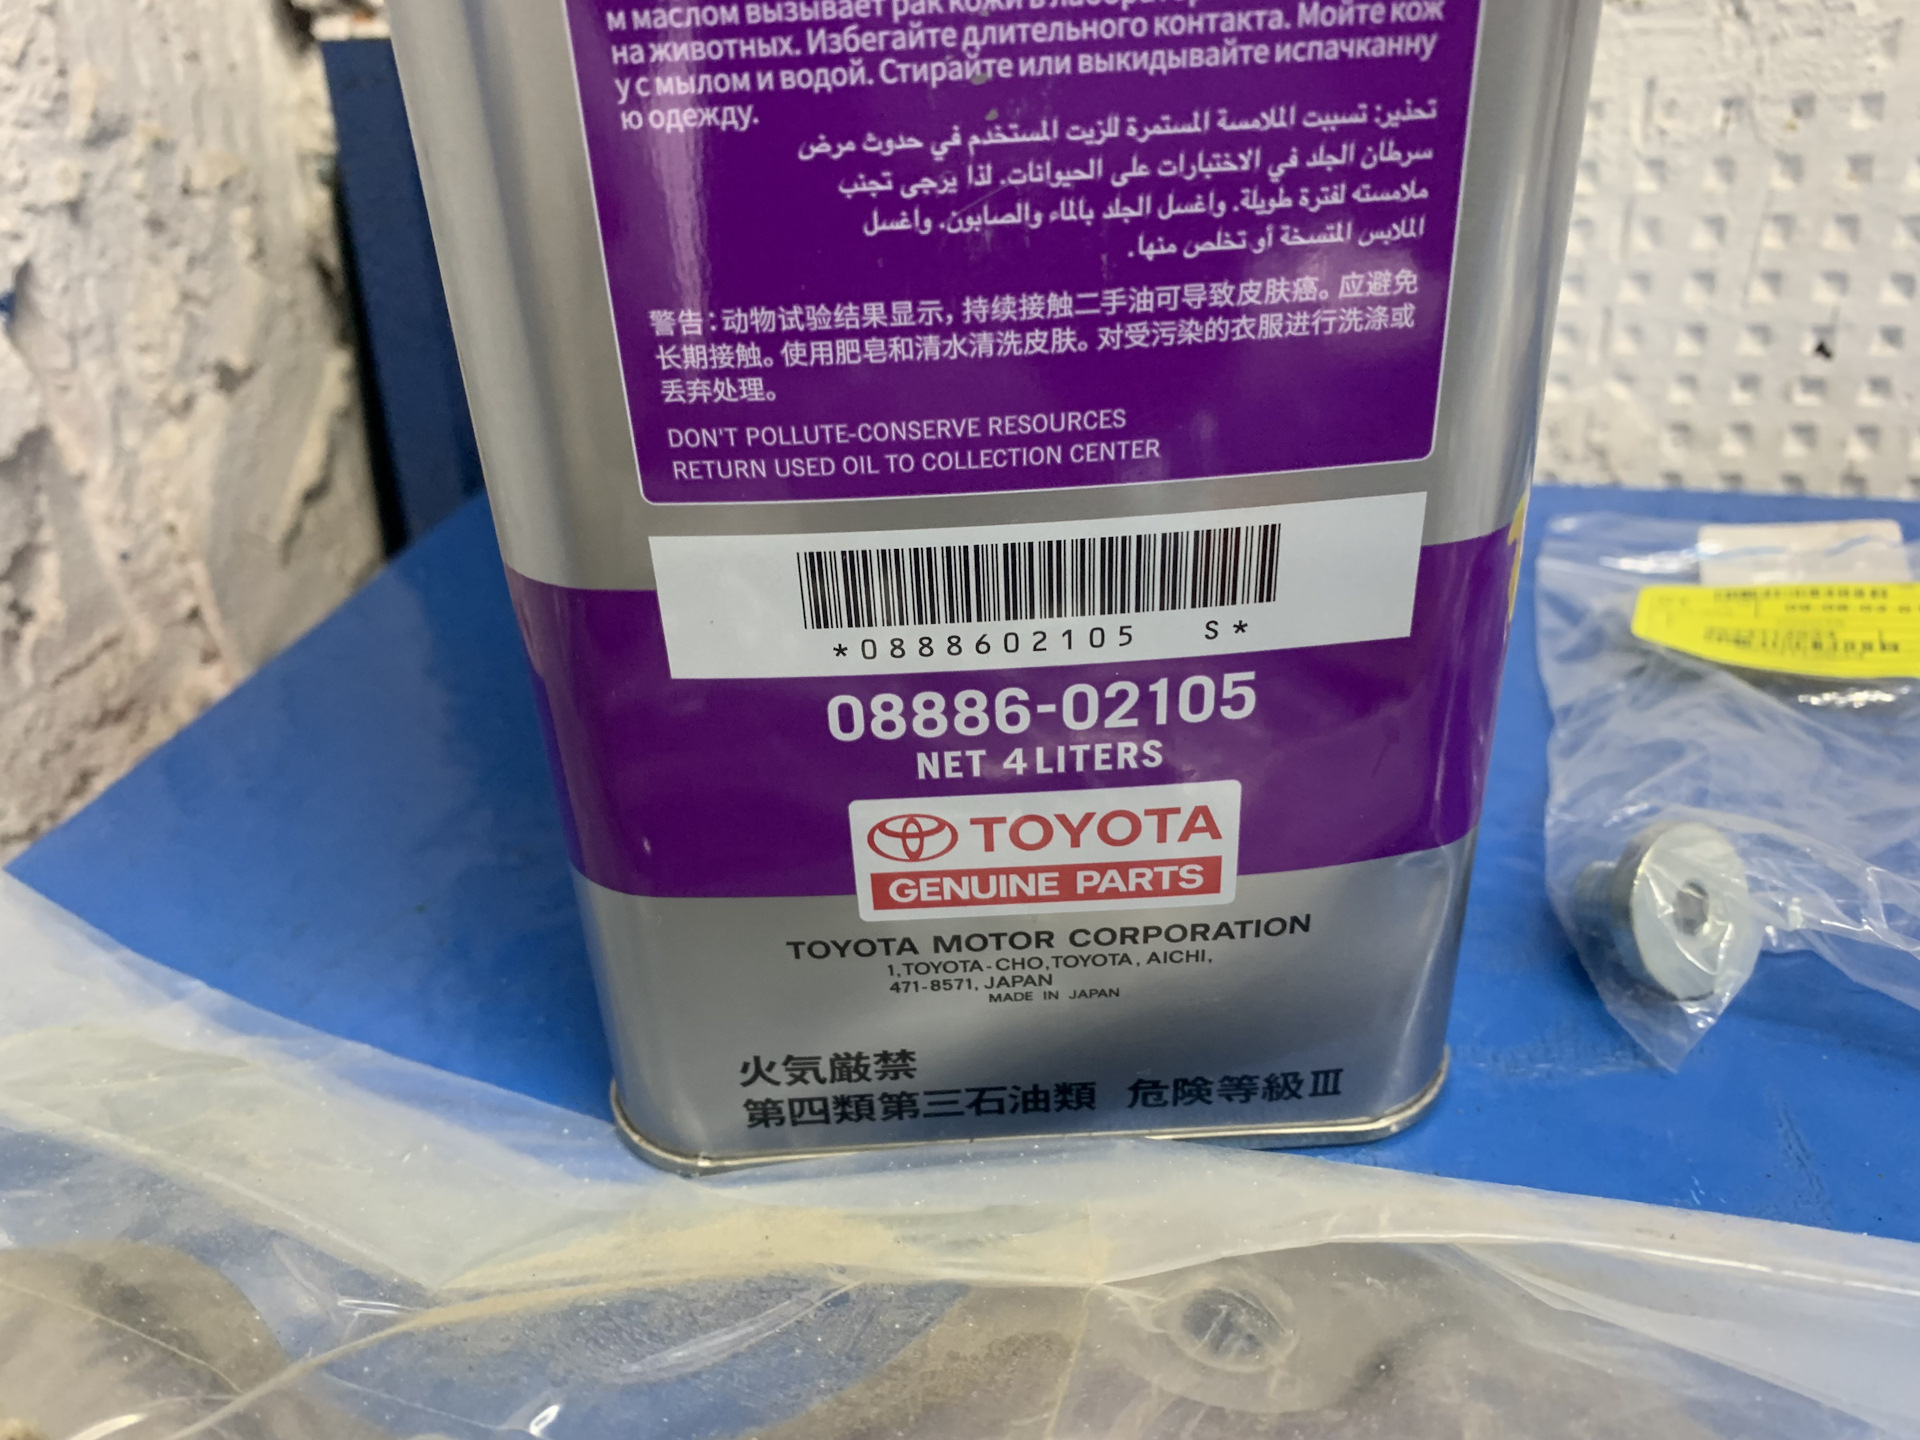 м маслом вызывает рак кожи в
на животных. Избегайте длительного контакта. Мойте кож
у с мылом и водой. Стирайте или выкидывайте испачканну
ю одежду.
تحذير: تسببت الملامسة المستمرة للزيت المستخدم في حدوث مرض
سرطان الجلد في الاختبارات على الحيوانات. لذا يرجى تجنب
ملامسته لفترة طويلة. واغسل الجلد بالماء والصابون. واغسل
الملابس المتسخة أو تخلص منها.
警告：动物试验结果显示，持续接触二手油可导致皮肤癌。应避免
长期接触。使用肥皂和清水清洗皮肤。对受污染的衣服进行洗涤或
丢弃处理。
DON'T POLLUTE-CONSERVE RESOURCES
RETURN USED OIL TO COLLECTION CENTER
*0888602105 S*
08886-02105
NET 4 LITERS
TOYOTA
GENUINE PARTS
TOYOTA MOTOR CORPORATION
1,TOYOTA-CHO,TOYOTA, AICHI,
471-8571, JAPAN
MADE IN JAPAN
火気厳禁
第四類第三石油類 危険等級Ⅲ